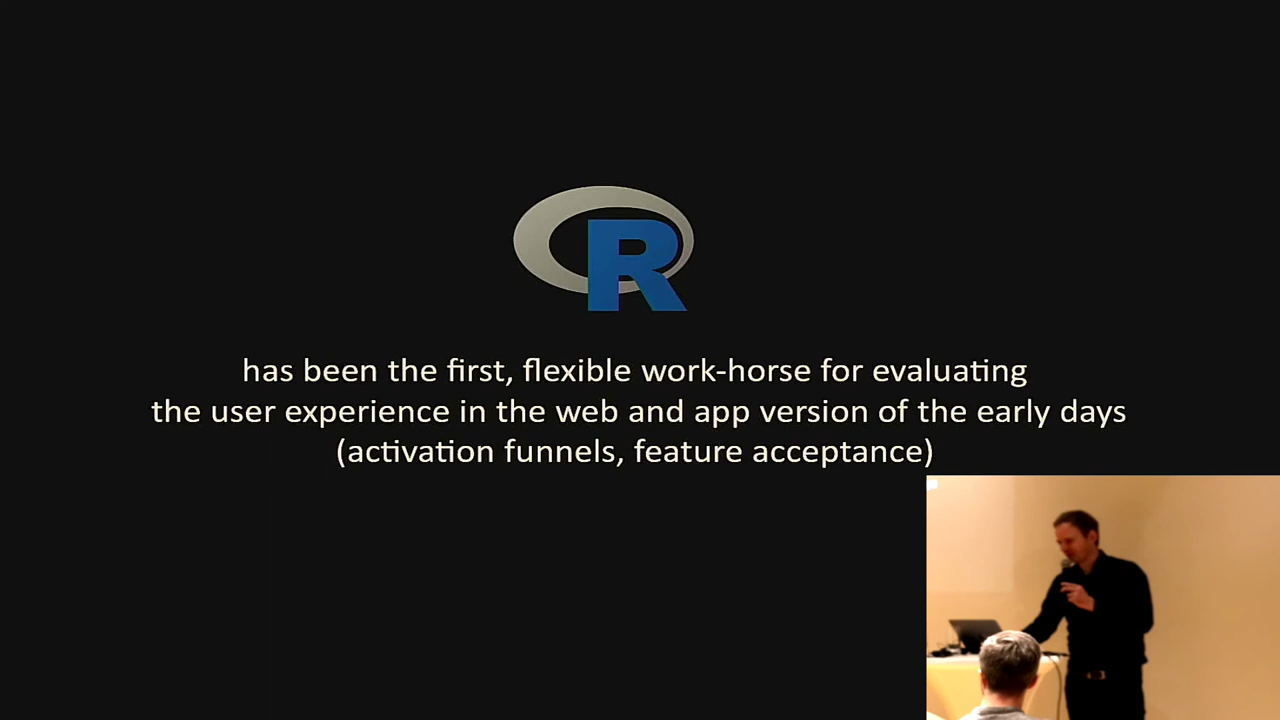 R
has been the first, flexible work-horse for evaluating
the user experience in the web and app version of the early days
(activation funnels, feature acceptance)